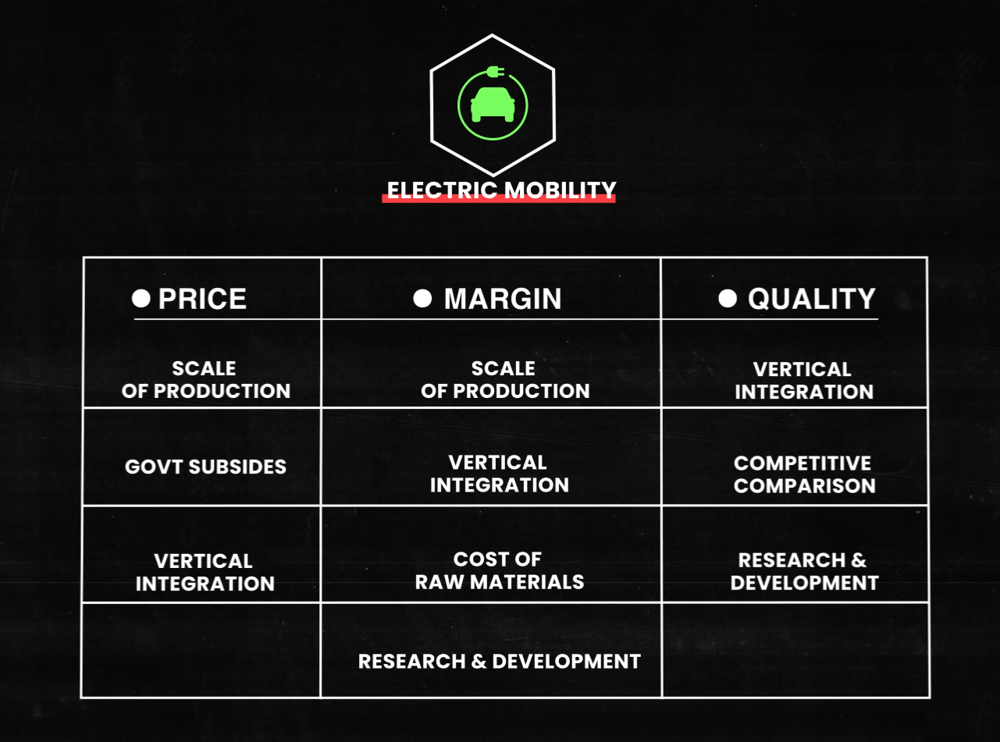 ELECTRIC MOBILITY
PRICE
MARGIN
QUALITY
SCALE
OF PRODUCTION
SCALE
OF PRODUCTION
VERTICAL
INTEGRATION
GOVT SUBSIDES
VERTICAL
INTEGRATION
COMPETITIVE
COMPARISON
VERTICAL
INTEGRATION
COST OF
RAW MATERIALS
RESEARCH &
DEVELOPMENT
RESEARCH & DEVELOPMENT